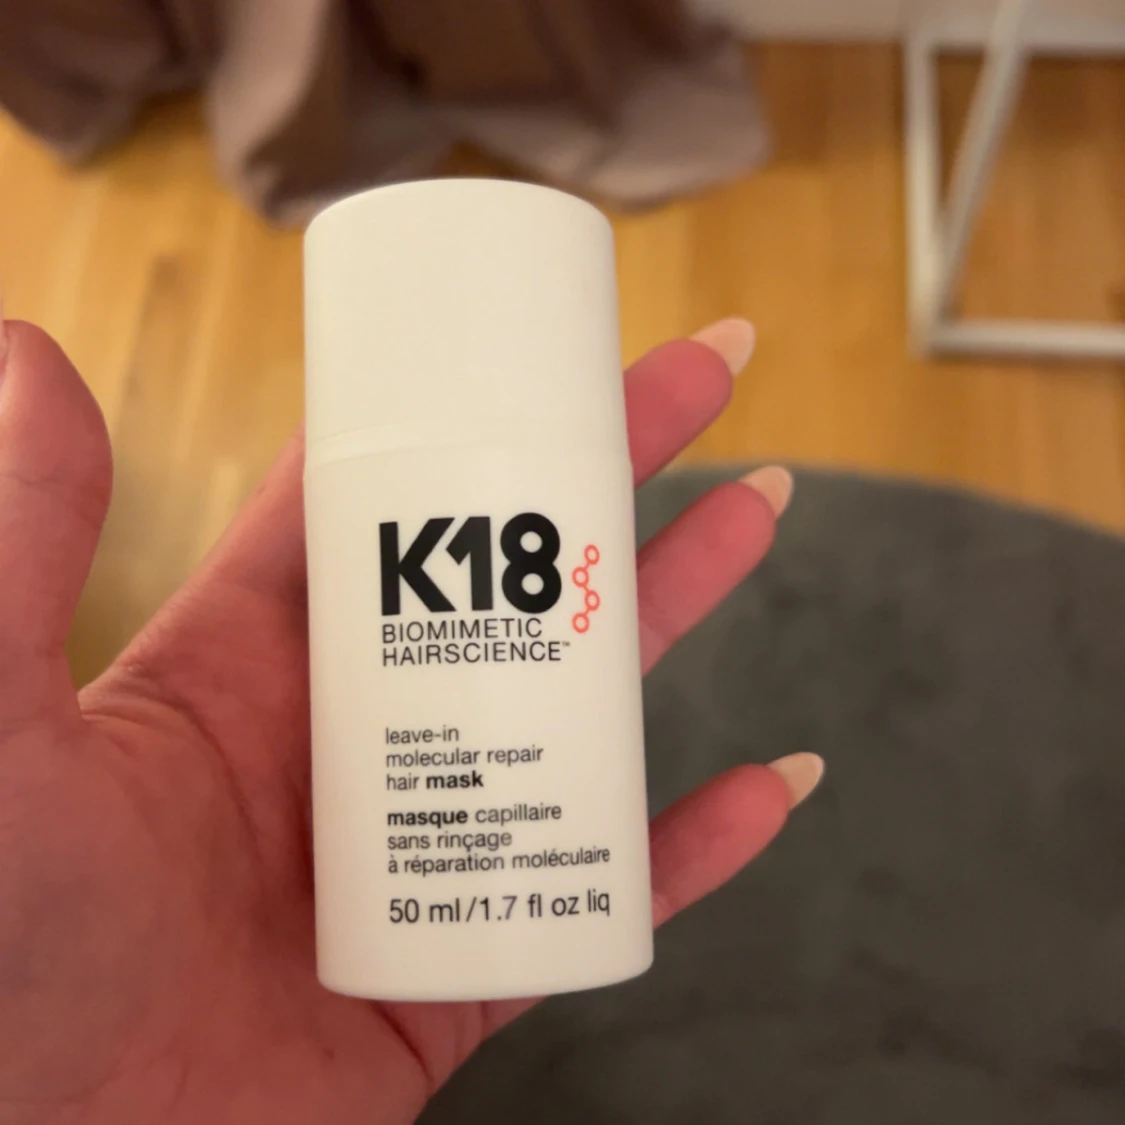 K18
BIOMIMETIC
HAIRSCIENCE™
leave-in
molecular repair
hair mask
masque capillaire
sans rinçage
à réparation moléculaire
50 ml/1.7 fl oz liq